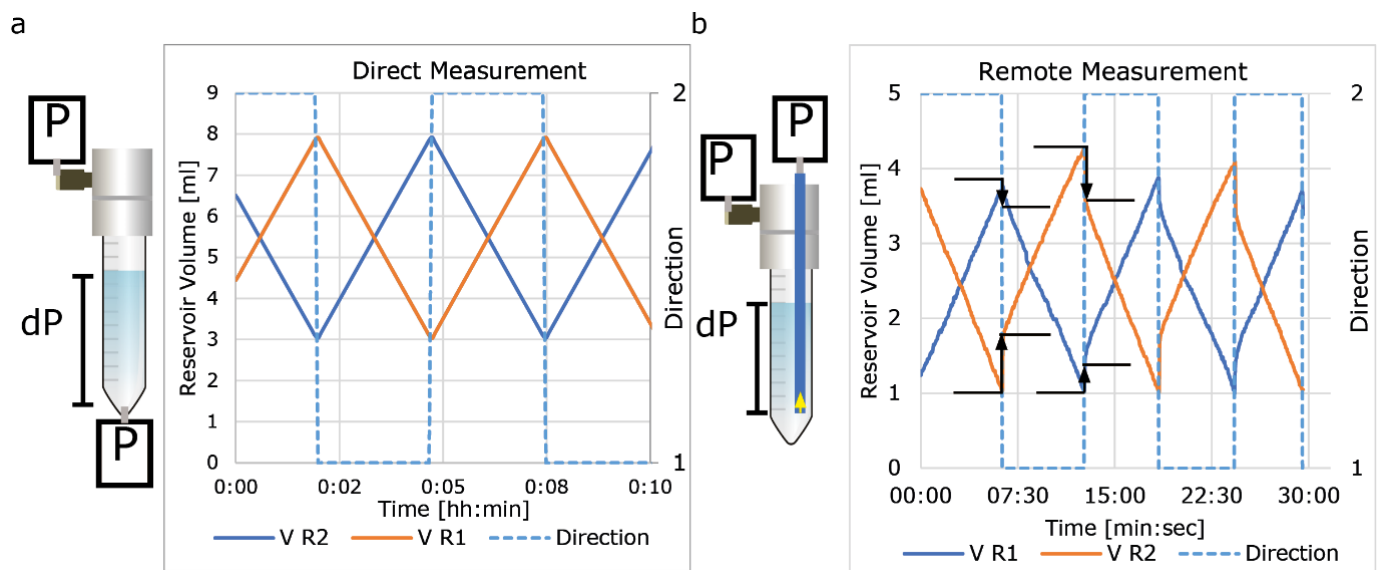 a
b
Direct Measurement
P
dP
P
Reservoir Volume [ml]
9
8
7
6
5
4
3
2
1
0
2
1
Direction
0:00
0:02
0:05
0:08
0:10
Time [hh:min]
V R2
V R1
Direction
Remote Measurement
P
P
dP
Reservoir Volume [ml]
5
4
3
2
1
0
2
1
Direction
00:00
07:30
15:00
22:30
30:00
Time [min:sec]
V R1
V R2
Direction